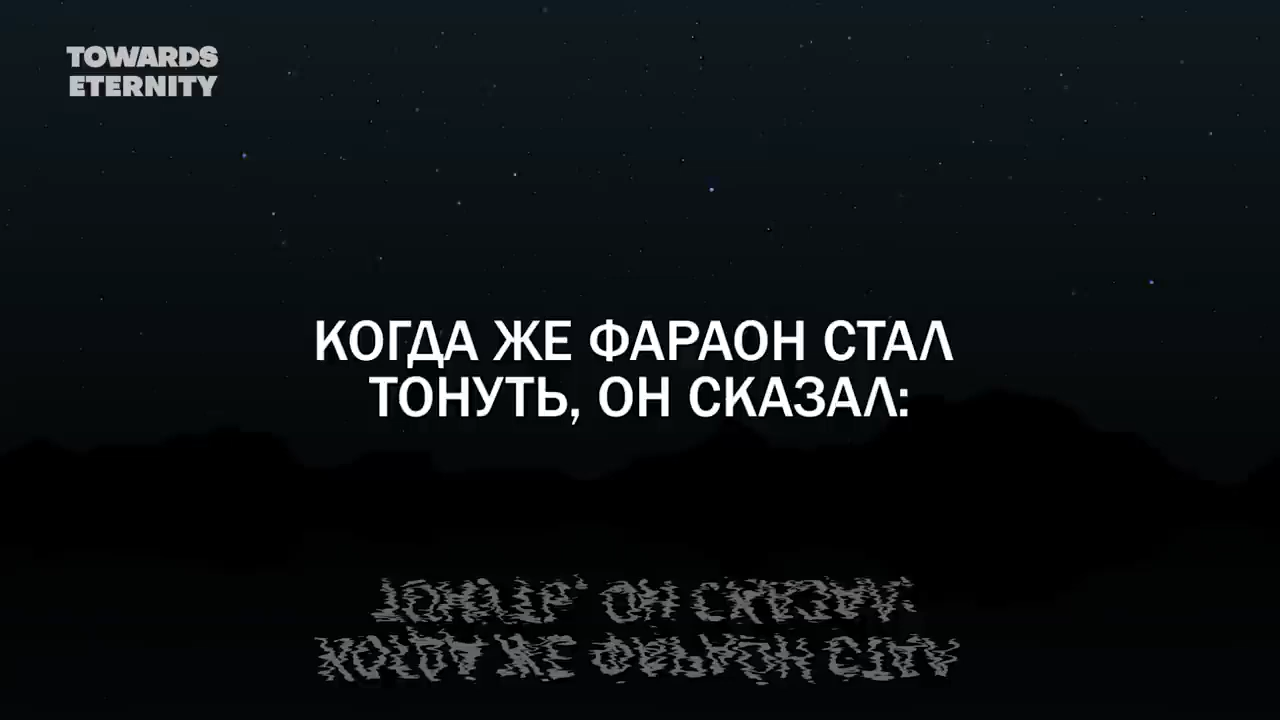 TOWARDS
ETERNITY
КОГДА ЖЕ ФАРАОН СТАЛ
ТОНУТЬ, ОН СКАЗАЛ: